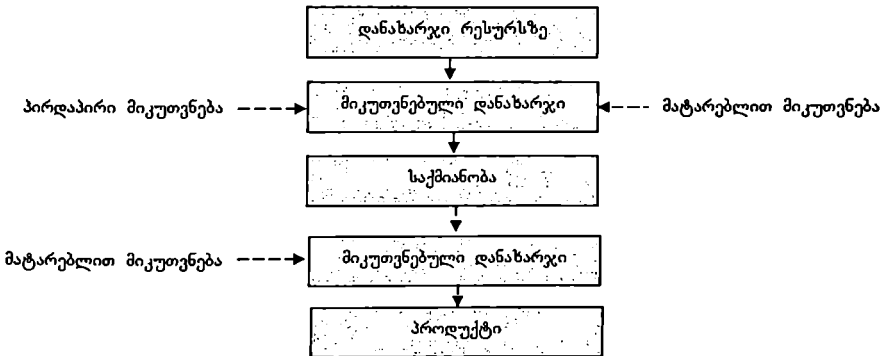 დანახარჯი რესურსზე
პირდაპირი მიკუთვნება
მიკუთვნებული დანახარჯი
მატარებლით მიკუთვნება
საქმიანობა
მატარებლით მიკუთვნება
მიკუთვნებული დანახარჯი
პროდუქტი